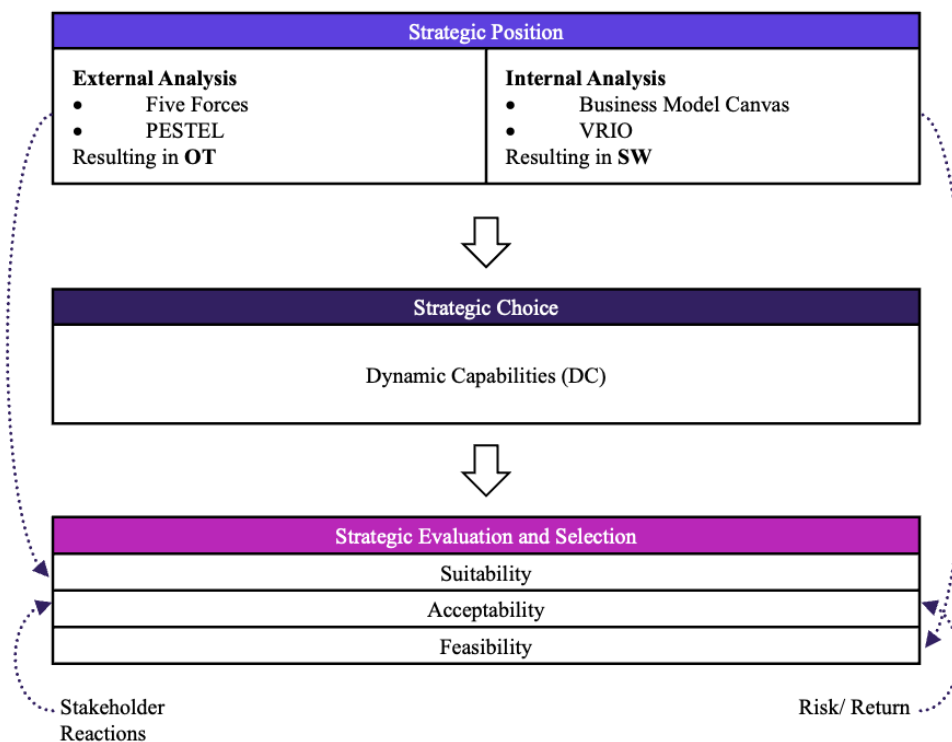 Strategic Position
External Analysis
• Five Forces
• PESTEL
Resulting in OT
Internal Analysis
• Business Model Canvas
• VRIO
Resulting in SW
Strategic Choice
Dynamic Capabilities (DC)
Strategic Evaluation and Selection
Suitability
Acceptability
Feasibility
Stakeholder
Reactions
Risk/ Return